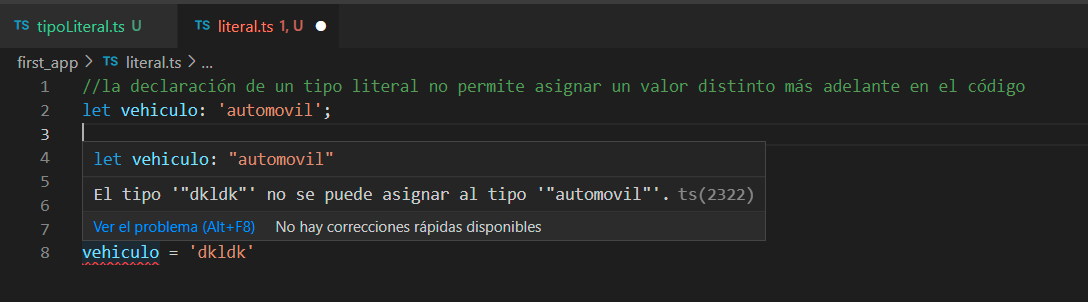 TS tipoLiteral.ts U TS literal.ts 1, U
first_app > TS literal.ts > ...
1 //la declaración de un tipo literal no permite asignar un valor distinto más adelante en el código
2 let vehiculo: 'automovil';
3
4 let vehiculo: "automovil"
5 El tipo '"dkldk"' no se puede asignar al tipo '"automovil"'. ts(2322)
6
7 Ver el problema (Alt+F8) No hay correcciones rápidas disponibles
8 vehiculo = 'dkldk'